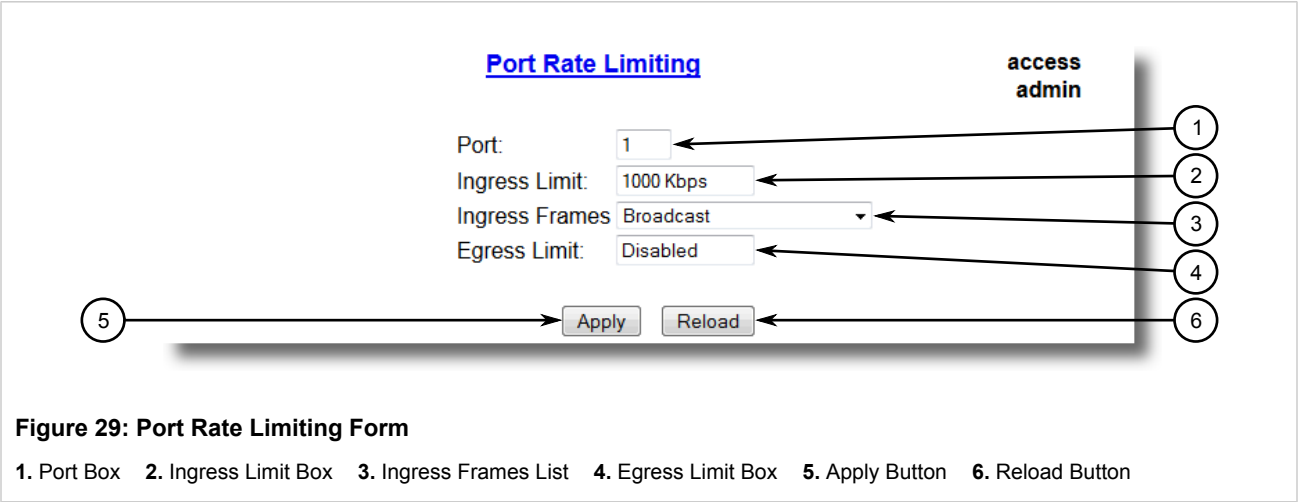 Port Rate Limiting
access
admin
Port: 1
1
Ingress Limit: 1000 Kbps
2
Ingress Frames Broadcast
3
Egress Limit: Disabled
4
5
Apply Reload
6
Figure 29: Port Rate Limiting Form
1. Port Box 2. Ingress Limit Box 3. Ingress Frames List 4. Egress Limit Box 5. Apply Button 6. Reload Button